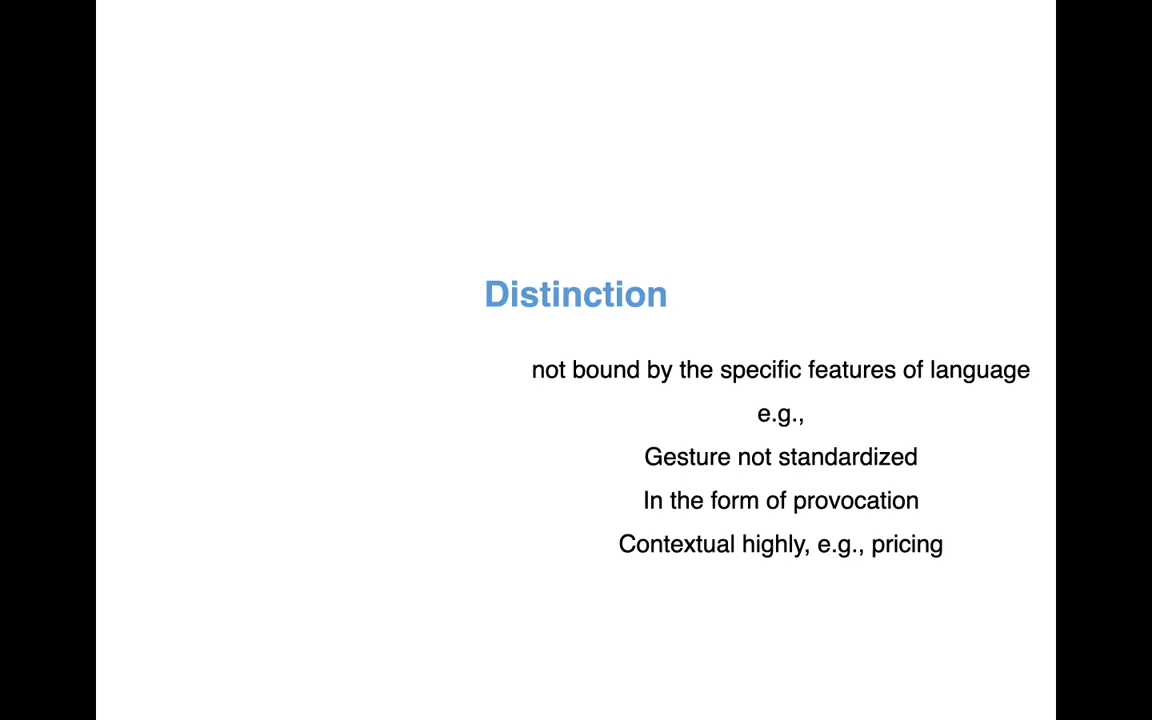 Distinction
not bound by the specific features of language
e.g.,
Gesture not standardized
In the form of provocation
Contextual highly, e.g., pricing